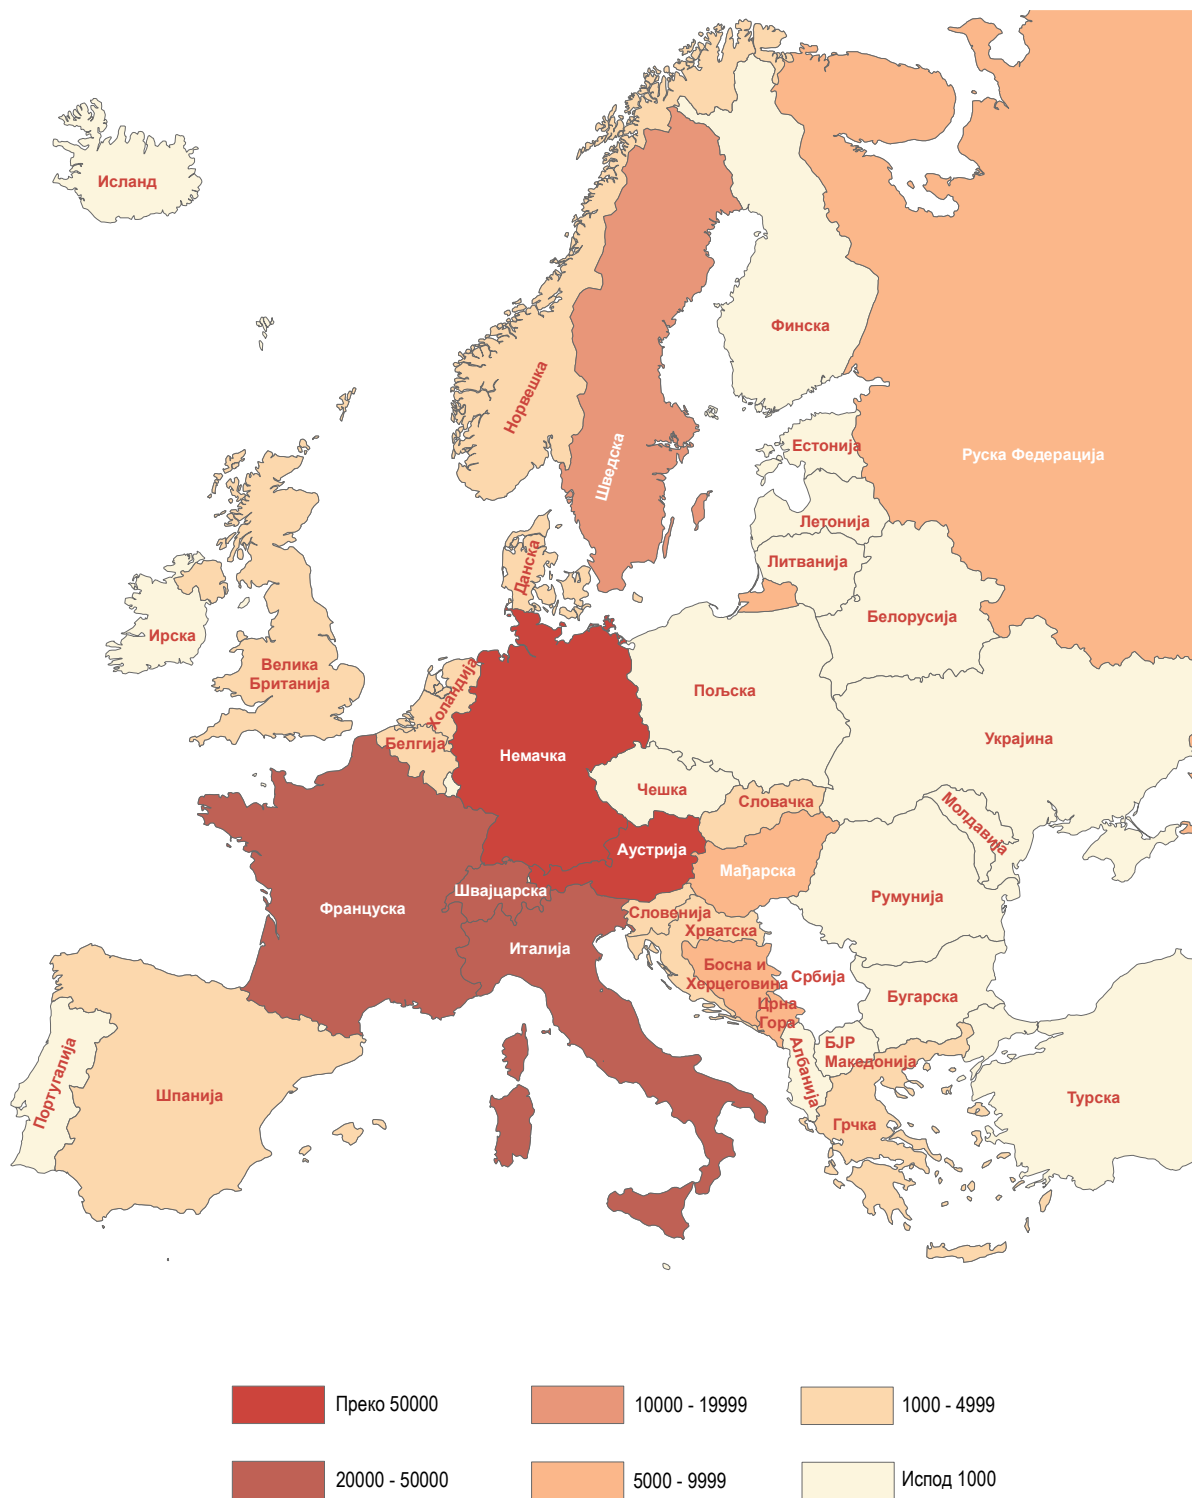 Исланд
Финска
Норвешка
Шведска
Естонија
Руска Федерација
Летонија
Литванија
Данска
Белорусија
Ирска
Велика
Британија
Холандија
Пољска
Белгија
Немачка
Украјина
Чешка
Словачка
Молдавија
Аустрија
Мађарска
Швајцарска
Румунија
Француска
Словенија
Хрватска
Италија
Босна и
Херцеговина
Србија
Бугарска
Црна
Гора
БЈР
Македонија
Албанија
Португалија
Шпанија
Турска
Грчка
Преко 50000
10000 - 19999
1000 - 4999
20000 - 50000
5000 - 9999
Испод 1000